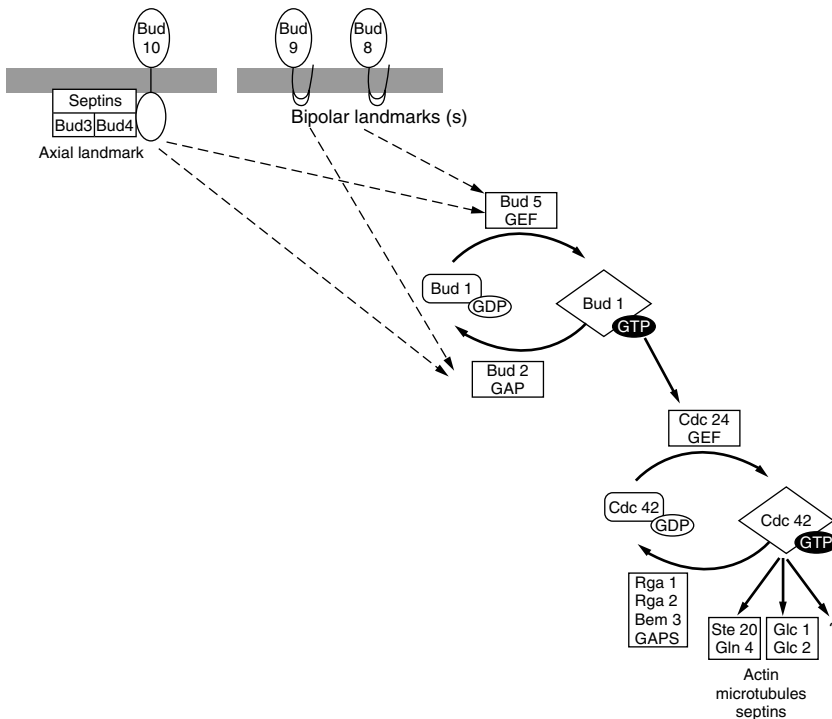 Bud
10
Bud
9
Bud
8
Septins
Bud3
Bud4
Axial landmark
Bipolar landmarks (s)
Bud 5
GEF
Bud 1
GDP
Bud 1
GTP
Bud 2
GAP
Cdc 24
GEF
Cdc 42
GDP
Cdc 42
GTP
Rga 1
Rga 2
Bem 3
GAPS
Ste 20
Gln 4
Glc 1
Glc 2
Actin
microtubules
septins